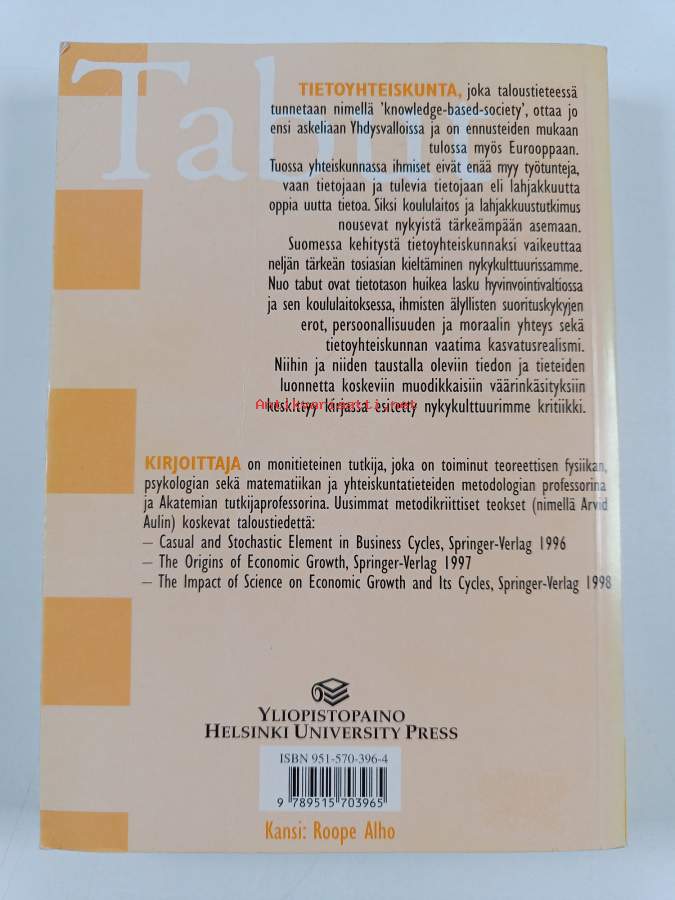 Tabut
TIETOYHTEISKUNTA, joka taloustieteessä
tunnetaan nimellä 'knowledge-based-society', ottaa jo
ensi askeliaan Yhdysvalloissa ja on ennusteiden mukaan
tulossa myös Eurooppaan.
Tuossa yhteiskunnassa ihmiset eivät enää myy työtunteja,
vaan tietojaan ja tulevia tietojaan eli lahjakkuutta
oppia uutta tietoa. Siksi koululaitos ja lahjakkuustutkimus
nousevat nykyistä tärkeämpään asemaan.
Suomessa kehitystä tietoyhteiskunnaksi vaikeuttaa
neljän tärkeän tosiasian kieltäminen nykykulttuurissamme.
Nuo tabut ovat tietotason huikea lasku hyvinvointivaltiossa
ja sen koululaitoksessa, ihmisten älyllisten suorituskykyjen
erot, persoonallisuuden ja moraalin yhteys sekä
tietoyhteiskunnan vaatima kasvatusrealismi.
Niihin ja niiden taustalla oleviin tiedon ja tieteiden
luonnetta koskeviin muodikkaisiin väärinkäsityksiin
keskittyy kirjassa esitetty nykykulttuurimme kritiikki.
Antikvariaatti.net
KIRJOITTAJA on monitieteinen tutkija, joka on toiminut teoreettisen fysiikan,
psykologian sekä matematiikan ja yhteiskuntatieteiden metodologian professorina
ja Akatemian tutkijaprofessorina. Uusimmat metodikriittiset teokset (nimellä Arvid
Aulin) koskevat taloustiedettä:
– Casual and Stochastic Element in Business Cycles, Springer-Verlag 1996
– The Origins of Economic Growth, Springer-Verlag 1997
– The Impact of Science on Economic Growth and Its Cycles, Springer-Verlag 1998
YLIOPISTOPAINO
HELSINKI UNIVERSITY PRESS
ISBN 951-570-396-4
9 789515 703965
Kansi: Roope Alho